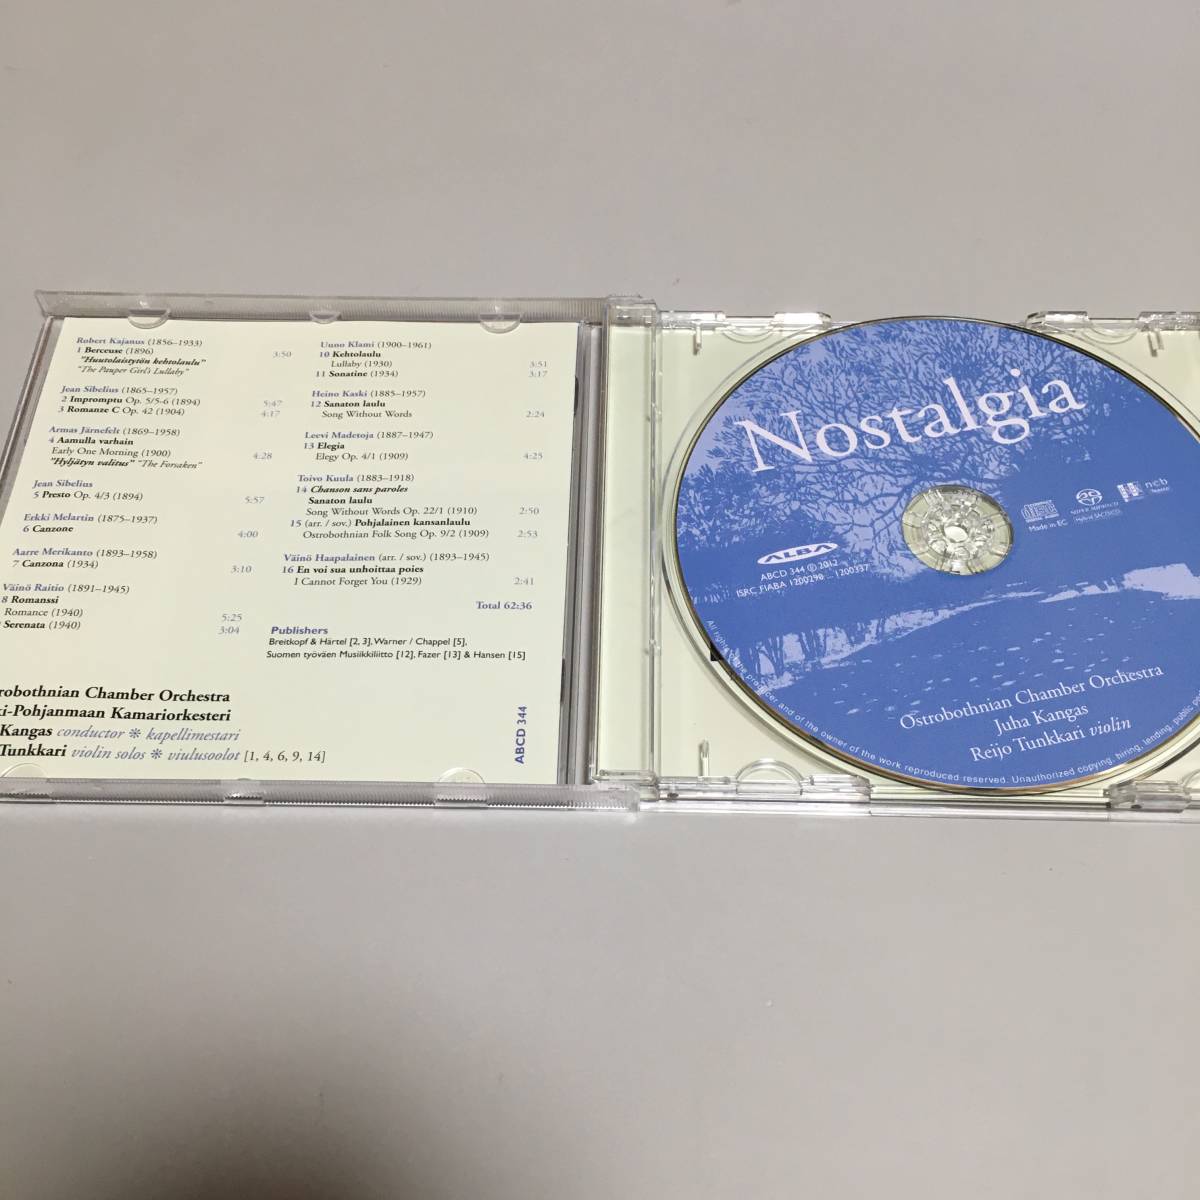 Robert Kajanus (1856–1933)
1 Berceuse (1896) 3:50
"Huutolaistytön kehtolaulu"
"The Pauper Girl's Lullaby"
Jean Sibelius (1865–1957)
2 Impromptu Op. 5/5-6 (1894) 5:47
3 Romanze C Op. 42 (1904) 4:17
Armas Järnefelt (1869–1958)
4 Aamulla varhain
Early One Morning (1900) 4:28
"Hyljätyn valitus" "The Forsaken"
Jean Sibelius
5 Presto Op. 4/3 (1894) 5:57
Erkki Melartin (1875–1937)
6 Canzone 4:00
Aarre Merikanto (1893–1958)
7 Canzona (1934) 3:10
Väinö Raitio (1891–1945)
8 Romanssi
Romance (1940) 5:25
Serenata (1940) 3:04
Uuno Klami (1900–1961)
10 Kehtolaulu
Lullaby (1930) 3:51
11 Sonatine (1934) 3:17
Heino Kaski (1885–1957)
12 Sanaton laulu
Song Without Words 2:24
Leevi Madetoja (1887–1947)
13 Elegia
Elegy Op. 4/1 (1909) 4:25
Toivo Kuula (1883–1918)
14 Chanson sans paroles
Sanaton laulu
Song Without Words Op. 22/1 (1910) 2:50
15 (arr. / sov.) Pohjalainen kansanlaulu
Ostrobothnian Folk Song Op. 9/2 (1909) 2:53
Väinö Haapalainen (arr. / sov.) (1893–1945)
16 En voi sua unhoittaa poies
I Cannot Forget You (1929) 2:41
Total 62:36
Publishers
Breitkopf & Härtel [2, 3], Warner / Chappel [5],
Suomen työväen Musiikkiliitto [12], Fazer [13] & Hansen [15]
trobothnian Chamber Orchestra
ki-Pohjanmaan Kamariorkesteri
Kangas conductor ✻ kapellimestari
Tunkkari violin solos ✻ viulusoolot [1, 4, 6, 9, 14]
ABCD 344
Nostalgia
ALBA
ABCD 344 ℗ 2012
ISRC FIABA 1200290 – 1200337
Made in EC
SUPER AUDIO CD
Hybrid SACD/CD
ncb
Ostrobothnian Chamber Orchestra
Juha Kangas
Reijo Tunkkari violin
the producer and of the owner of the work reproduced reserved. Unauthorized copying, hiring, lending, public